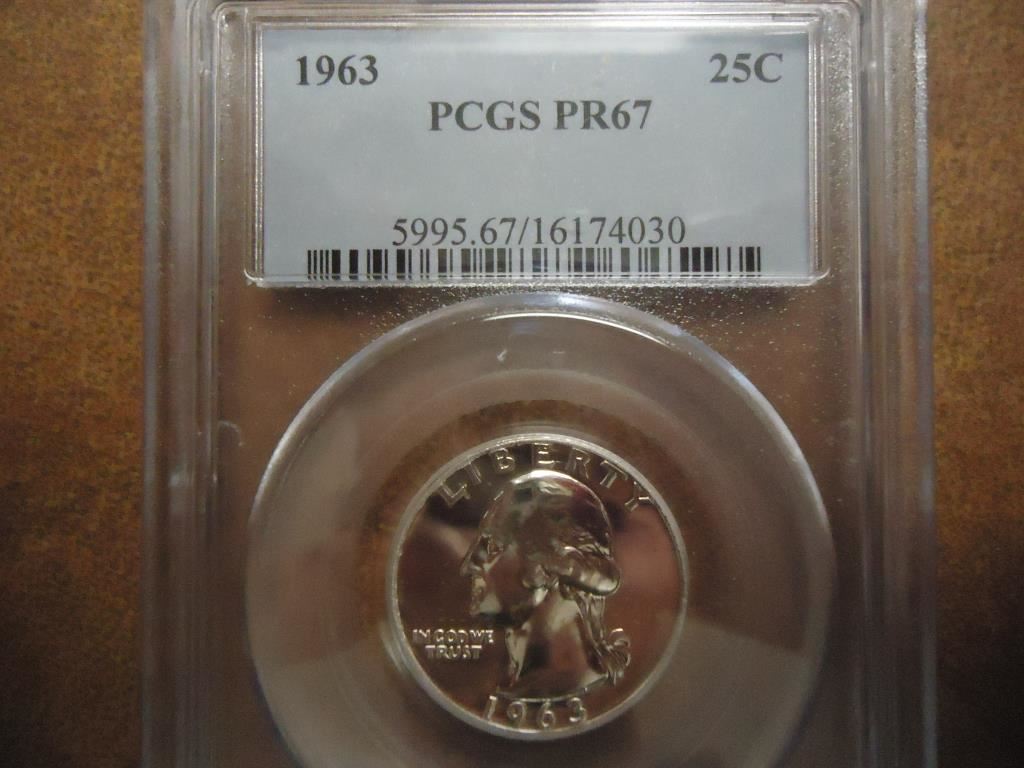 1963 25C
PCGS PR67
5995.67/16174030
LIBERTY
IN GOD WE
TRUST
1963